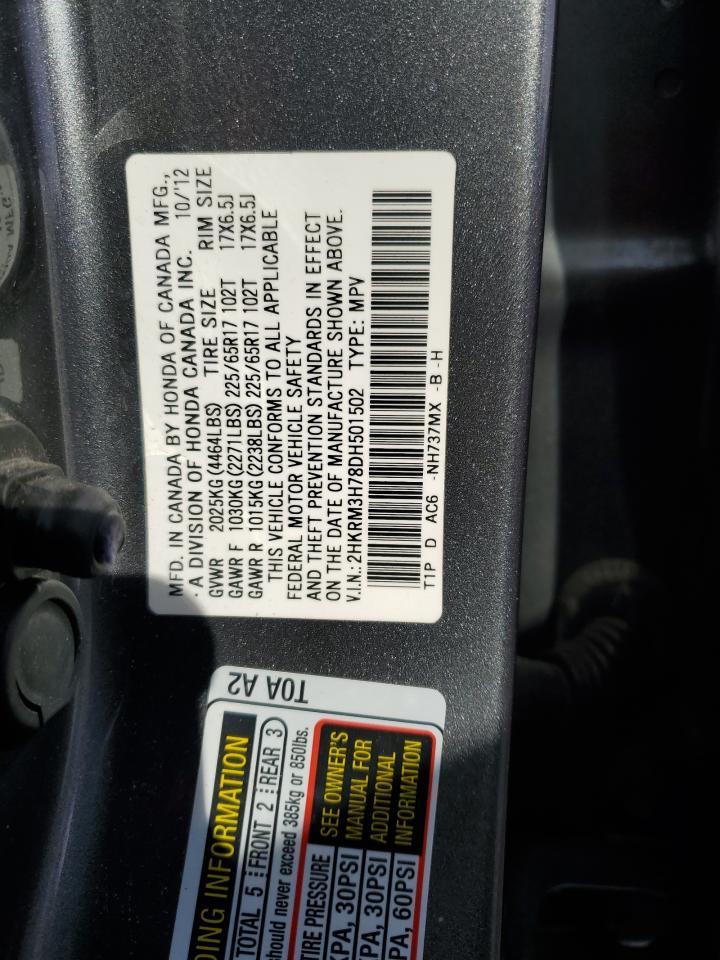 MFD. IN CANADA BY HONDA OF CANADA MFG.,
A DIVISION OF HONDA CANADA INC. 10/'12
GVWR 2025KG (4464LBS) TIRE SIZE RIM SIZE
GAWR F 1030KG (2271LBS) 225/65R17 102T 17X6.5J
GAWR R 1015KG (2238LBS) 225/65R17 102T 17X6.5J
THIS VEHICLE CONFORMS TO ALL APPLICABLE
FEDERAL MOTOR VEHICLE SAFETY
AND THEFT PREVENTION STANDARDS IN EFFECT
ON THE DATE OF MANUFACTURE SHOWN ABOVE.
V.I.N.: 2HKRM3H78DH501502 TYPE: MPV
T1P D AC6 -NH737MX -B -H
T0A A2
INFORMATION
TOTAL 5 FRONT 2 REAR 3
should never exceed 385kg or 850lbs.
TIRE PRESSURE
SEE OWNER'S
MANUAL FOR
ADDITIONAL
INFORMATION
30PSI
30PSI
60PSI